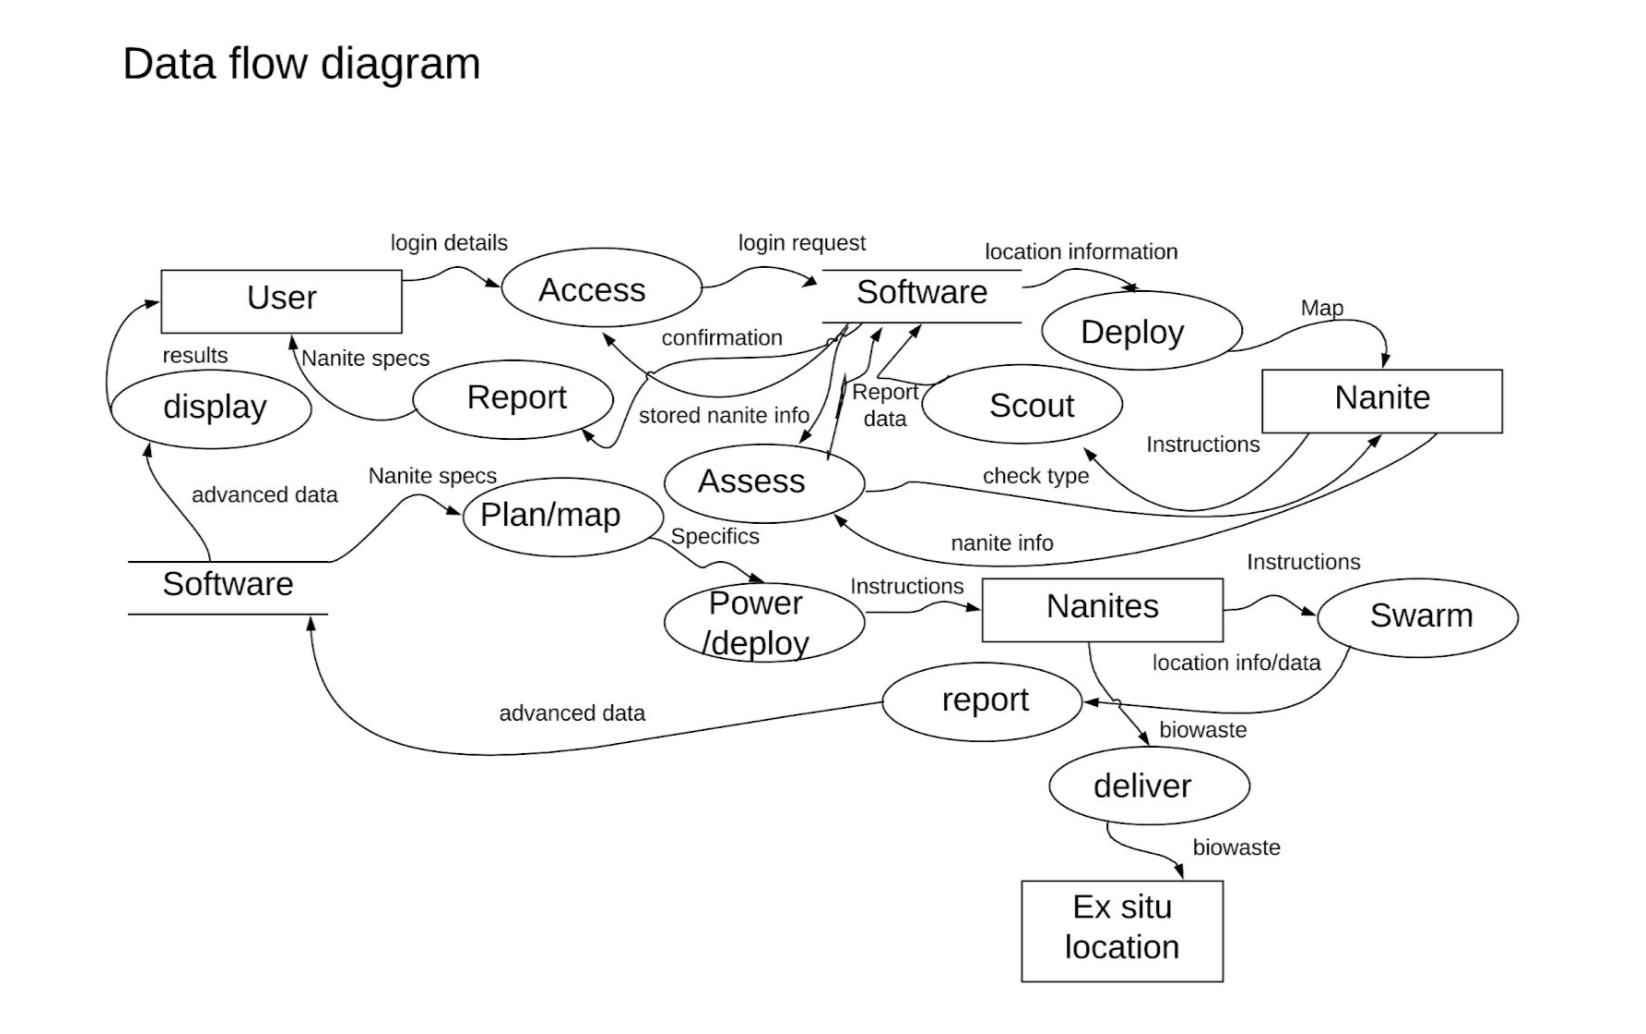 Data flow diagram
login details
login request
location information
User
Access
Software
Deploy
Map
confirmation
results
Nanite specs
display
Report
stored nanite info
Report
data
Scout
Nanite
Instructions
advanced data
Nanite specs
Plan/map
Assess
check type
Specifics
nanite info
Software
Power
/deploy
Instructions
Nanites
Instructions
Swarm
location info/data
advanced data
report
biowaste
deliver
biowaste
Ex situ
location